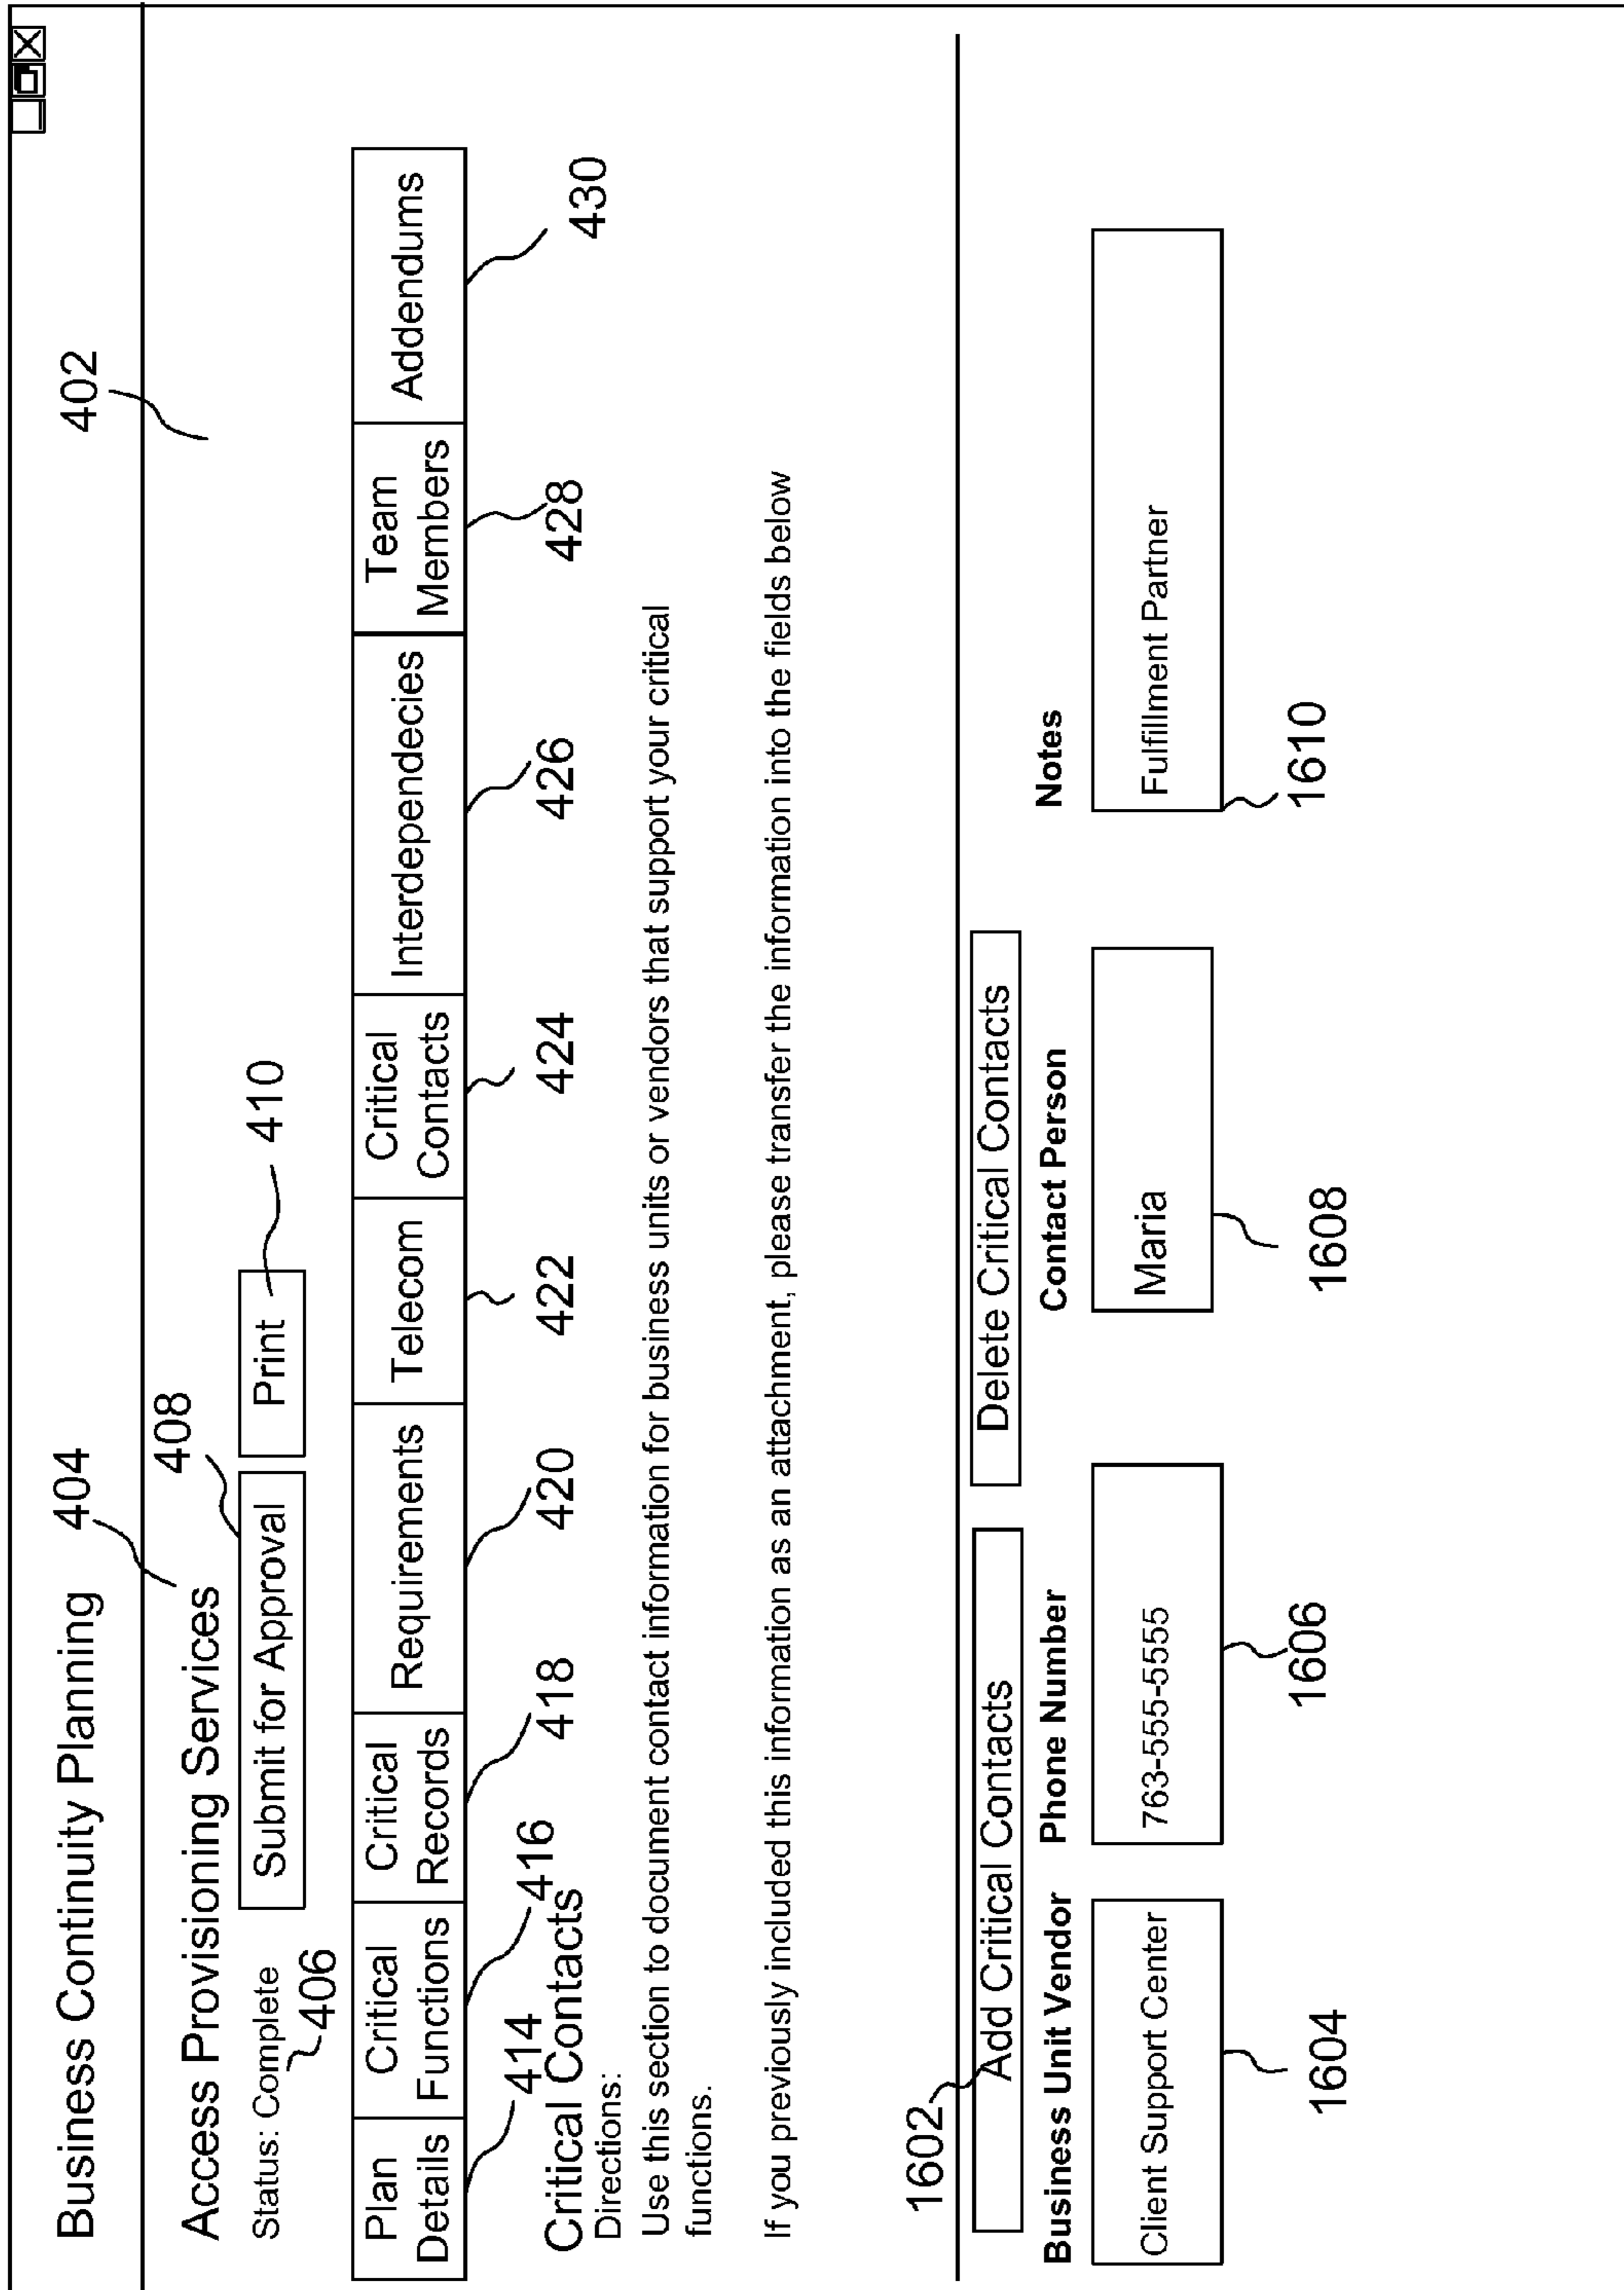 Business Continuity Planning
404
402
Access Provisioning Services
408
Status: Complete
Submit for Approval
Print
410
406
Plan Details
Critical Functions
Critical Records
Requirements
Telecom
Critical Contacts
Interdependecies
Team Members
Addendums
414
416
418
420
422
424
426
428
430
Critical Contacts
Directions:
Use this section to document contact information for business units or vendors that support your critical
functions.
If you previously included this information as an attachment, please transfer the information into the fields below
1602
Add Critical Contacts
Delete Critical Contacts
Business Unit Vendor
Phone Number
Contact Person
Notes
Client Support Center
763-555-5555
Maria
Fulfillment Partner
1604
1606
1608
1610